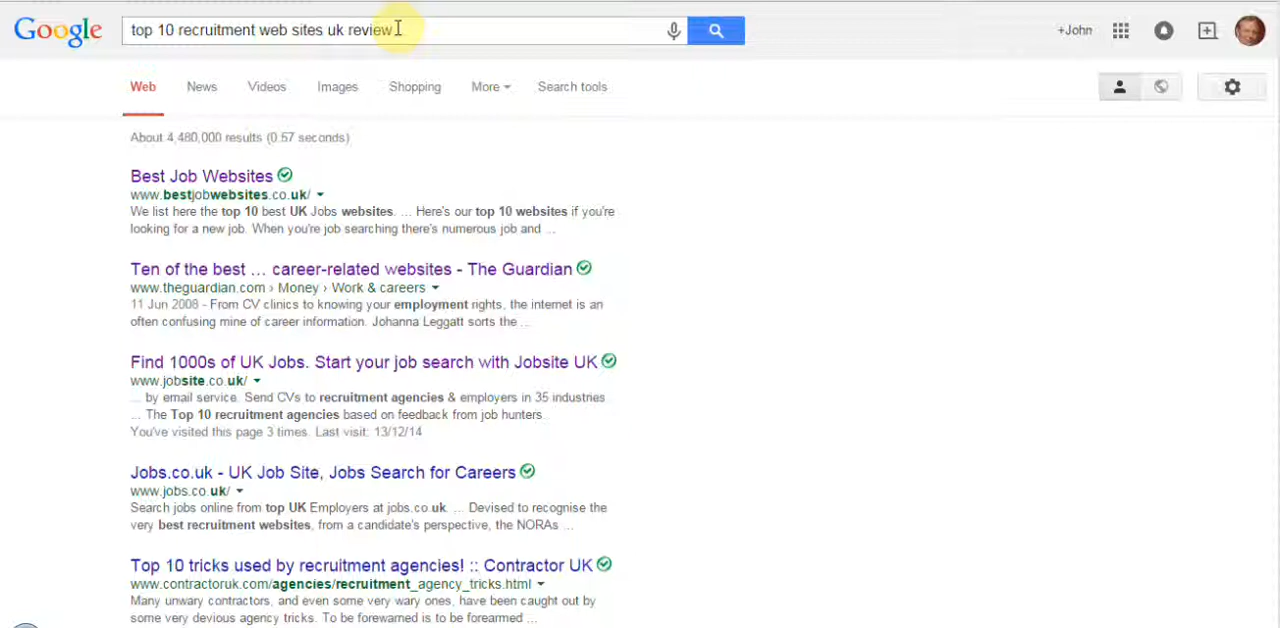 Google top 10 recruitment web sites uk review +John
Web News Videos Images Shopping More Search tools
About 4,480,000 results (0.57 seconds)
Best Job Websites
www.bestjobwebsites.co.uk/
We list here the top 10 best UK Jobs websites. ... Here's our top 10 websites if you're
looking for a new job. When you're job searching there's numerous job and ...
Ten of the best ... career-related websites - The Guardian
www.theguardian.com › Money › Work & careers
11 Jun 2008 - From CV clinics to knowing your employment rights, the internet is an
often confusing mine of career information. Johanna Leggatt sorts the ...
Find 1000s of UK Jobs. Start your job search with Jobsite UK
www.jobsite.co.uk/
... by email service. Send CVs to recruitment agencies & employers in 35 industries
... The Top 10 recruitment agencies based on feedback from job hunters.
You've visited this page 3 times. Last visit: 13/12/14
Jobs.co.uk - UK Job Site, Jobs Search for Careers
www.jobs.co.uk/
Search jobs online from top UK Employers at jobs.co.uk. ... Devised to recognise the
very best recruitment websites, from a candidate's perspective, the NORAs ...
Top 10 tricks used by recruitment agencies! :: Contractor UK
www.contractoruk.com/agencies/recruitment_agency_tricks.html
Many unwary contractors, and even some very wary ones, have been caught out by
some very devious agency tricks. To be forewarned is to be forearmed ...